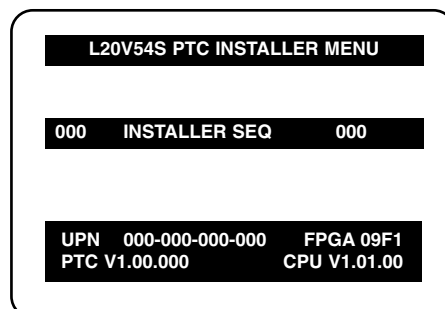 L20V54S PTC INSTALLER MENU
000 INSTALLER SEQ 000
UPN 000-000-000-000 FPGA 09F1
PTC V1.00.000 CPU V1.01.00